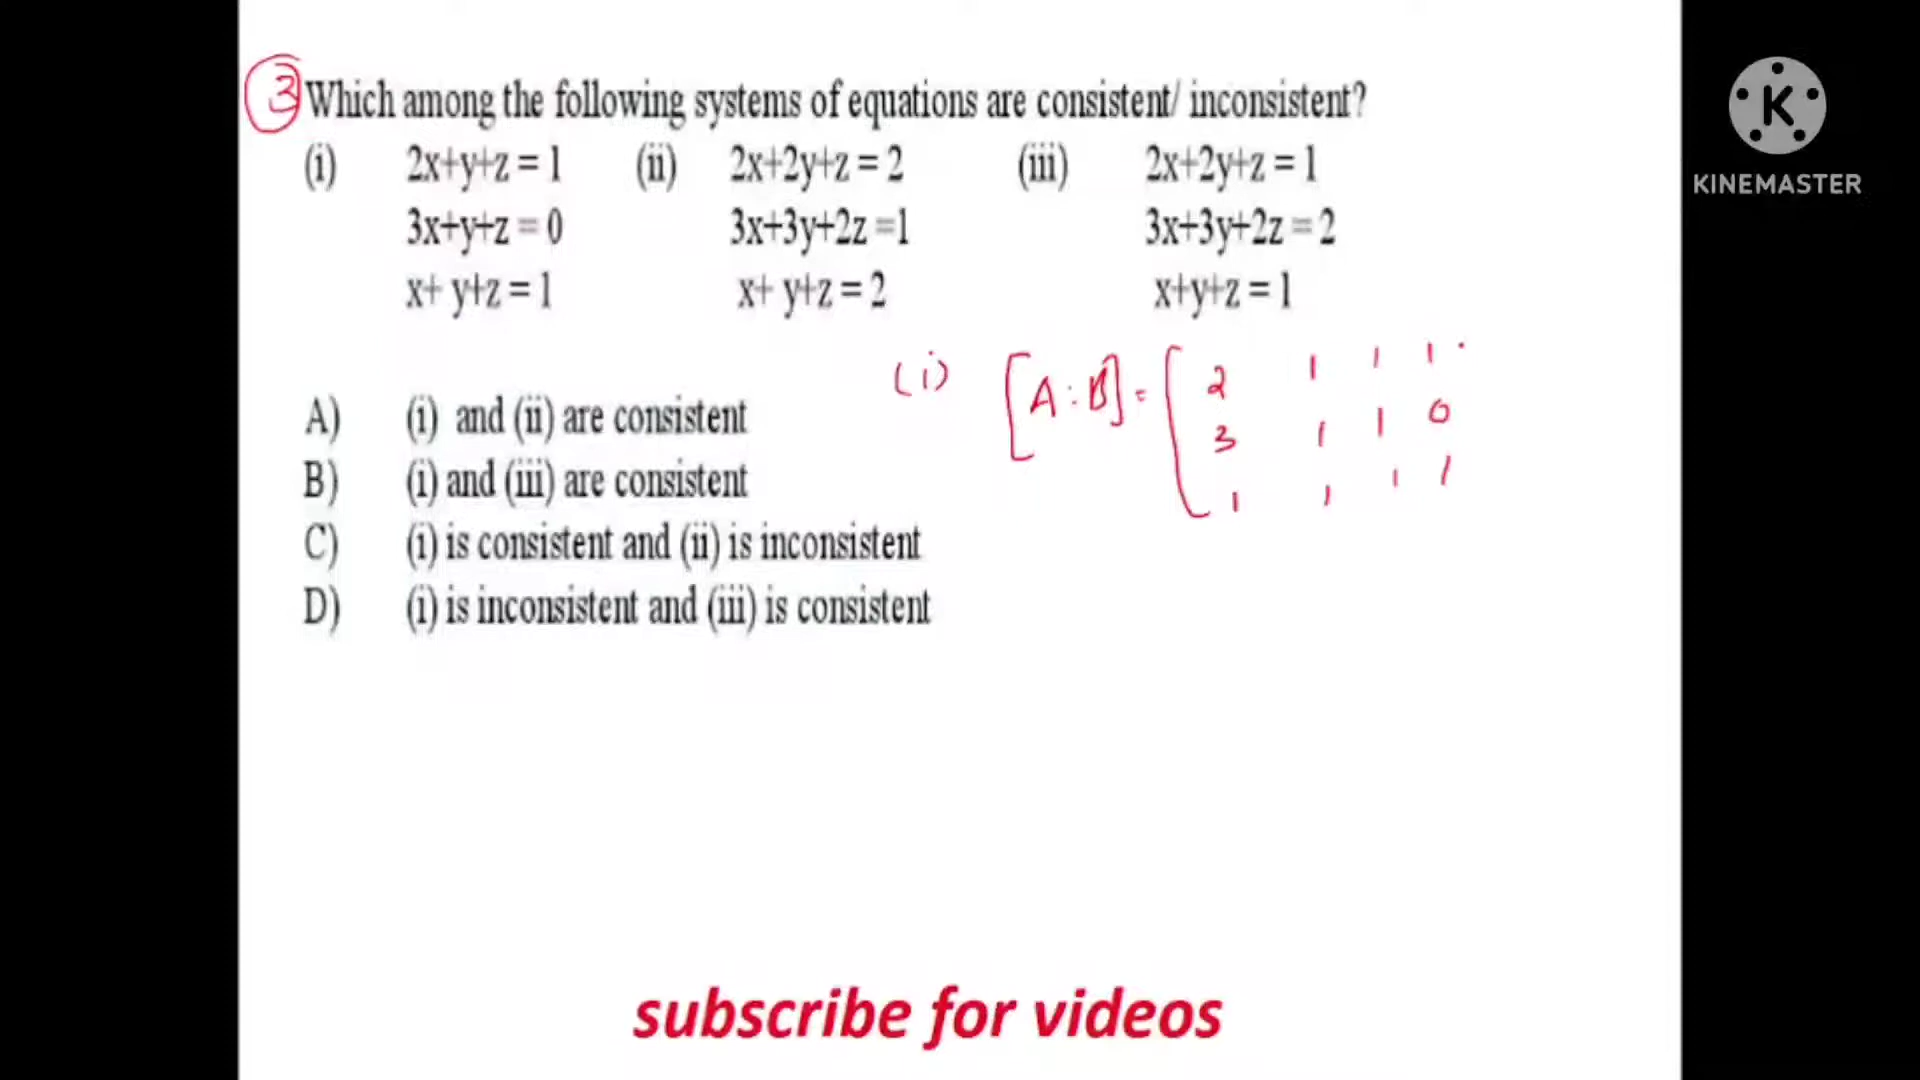 3 Which among the following systems of equations are consistent/ inconsistent?
(i) 2x+y+z = 1 (ii) 2x+2y+z = 2 (iii) 2x+2y+z = 1
3x+y+z = 0 3x+3y+2z =1 3x+3y+2z = 2
x+ y+z = 1 x+ y+z = 2 x+y+z = 1
(i) [A:B] = [ 2 1 1 1
3 1 1 0
1 1 1 1
A) (i) and (ii) are consistent
B) (i) and (iii) are consistent
C) (i) is consistent and (ii) is inconsistent
D) (i) is inconsistent and (iii) is consistent
subscribe for videos
K
KINEMASTER